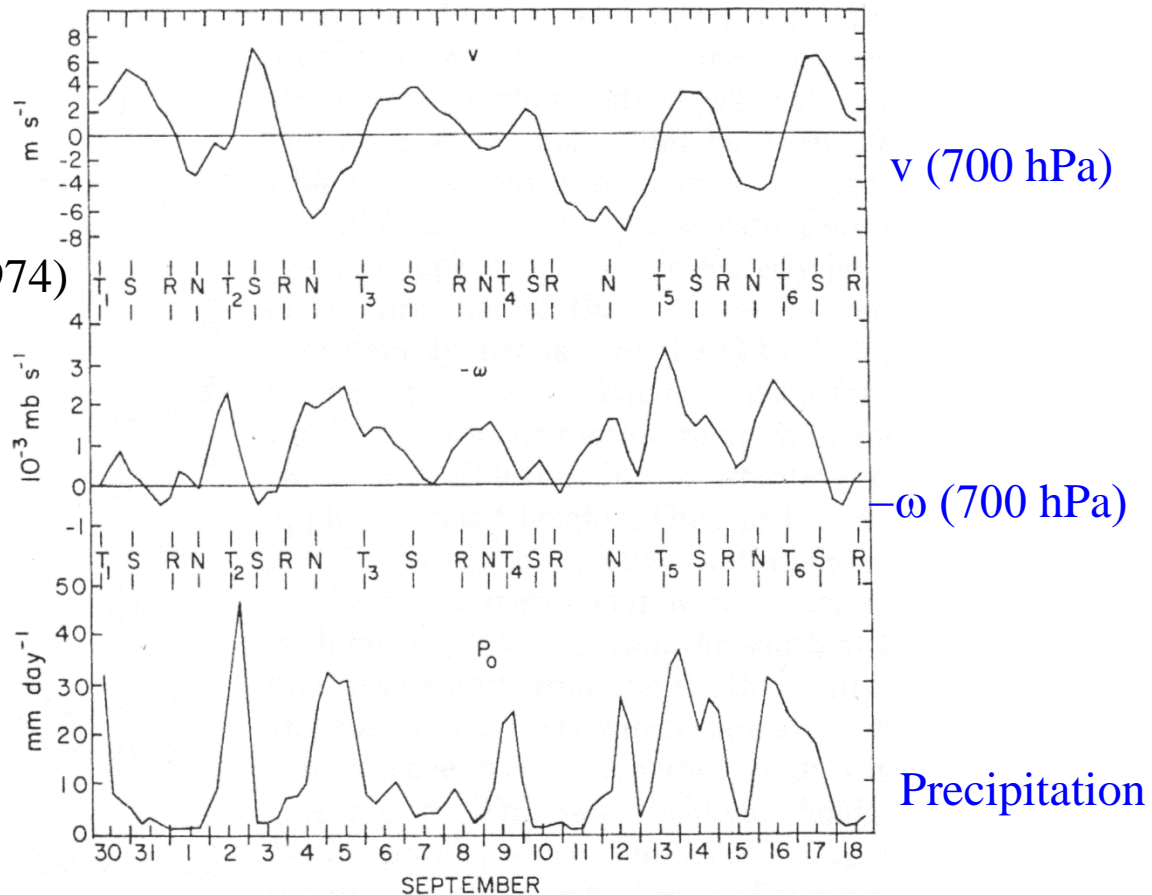 8
6
4
2
0
-2
-4
-6
-8
m s⁻¹
v
v (700 hPa)
974)
T₁ S R N T₂ S R N T₃ S R N T₄ S R N T₅ S R N T₆ S R
4
3
2
1
0
-1
10⁻³ mb s⁻¹
-ω
−ω (700 hPa)
T₁ S R N T₂ S R N T₃ S R N T₄ S R N T₅ S R N T₆ S R
50
40
30
20
10
0
mm day⁻¹
P₀
Precipitation
30 31 1 2 3 4 5 6 7 8 9 10 11 12 13 14 15 16 17 18
SEPTEMBER